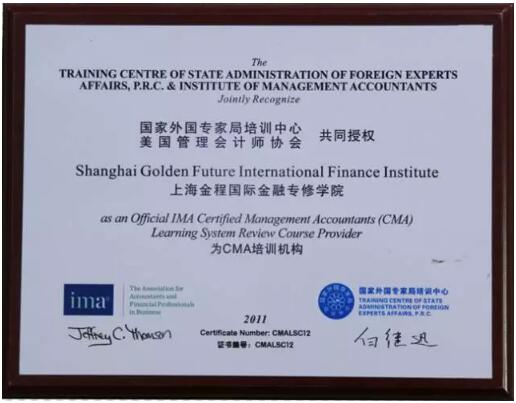 The
TRAINING CENTRE OF STATE ADMINISTRATION OF FOREIGN EXPERTS
AFFAIRS, P.R.C. & INSTITUTE OF MANAGEMENT ACCOUNTANTS
Jointly Recognize
国家外国专家局培训中心
美国管理会计师协会
共同授权
Shanghai Golden Future International Finance Institute
上海金程国际金融专修学院
as an Official IMA Certified Management Accountants (CMA)
Learning System Review Course Provider
为CMA培训机构
ima
The Association for
Accountants and
Financial Professionals
in Business
国家外国专家局培训中心
TRAINING CENTRE OF STATE
ADMINISTRATION OF FOREIGN
EXPERTS AFFAIRS, P.R.C.
2011
Certificate Number: CMALSC12
证书编号: CMALSC12
Jeffrey C. Thomson